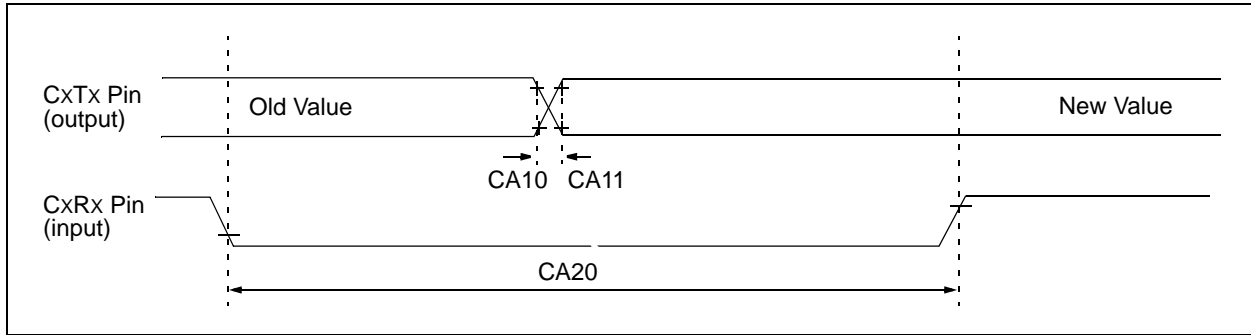 CxTx Pin
(output)
Old Value
New Value
CA10 CA11
CxRx Pin
(input)
CA20